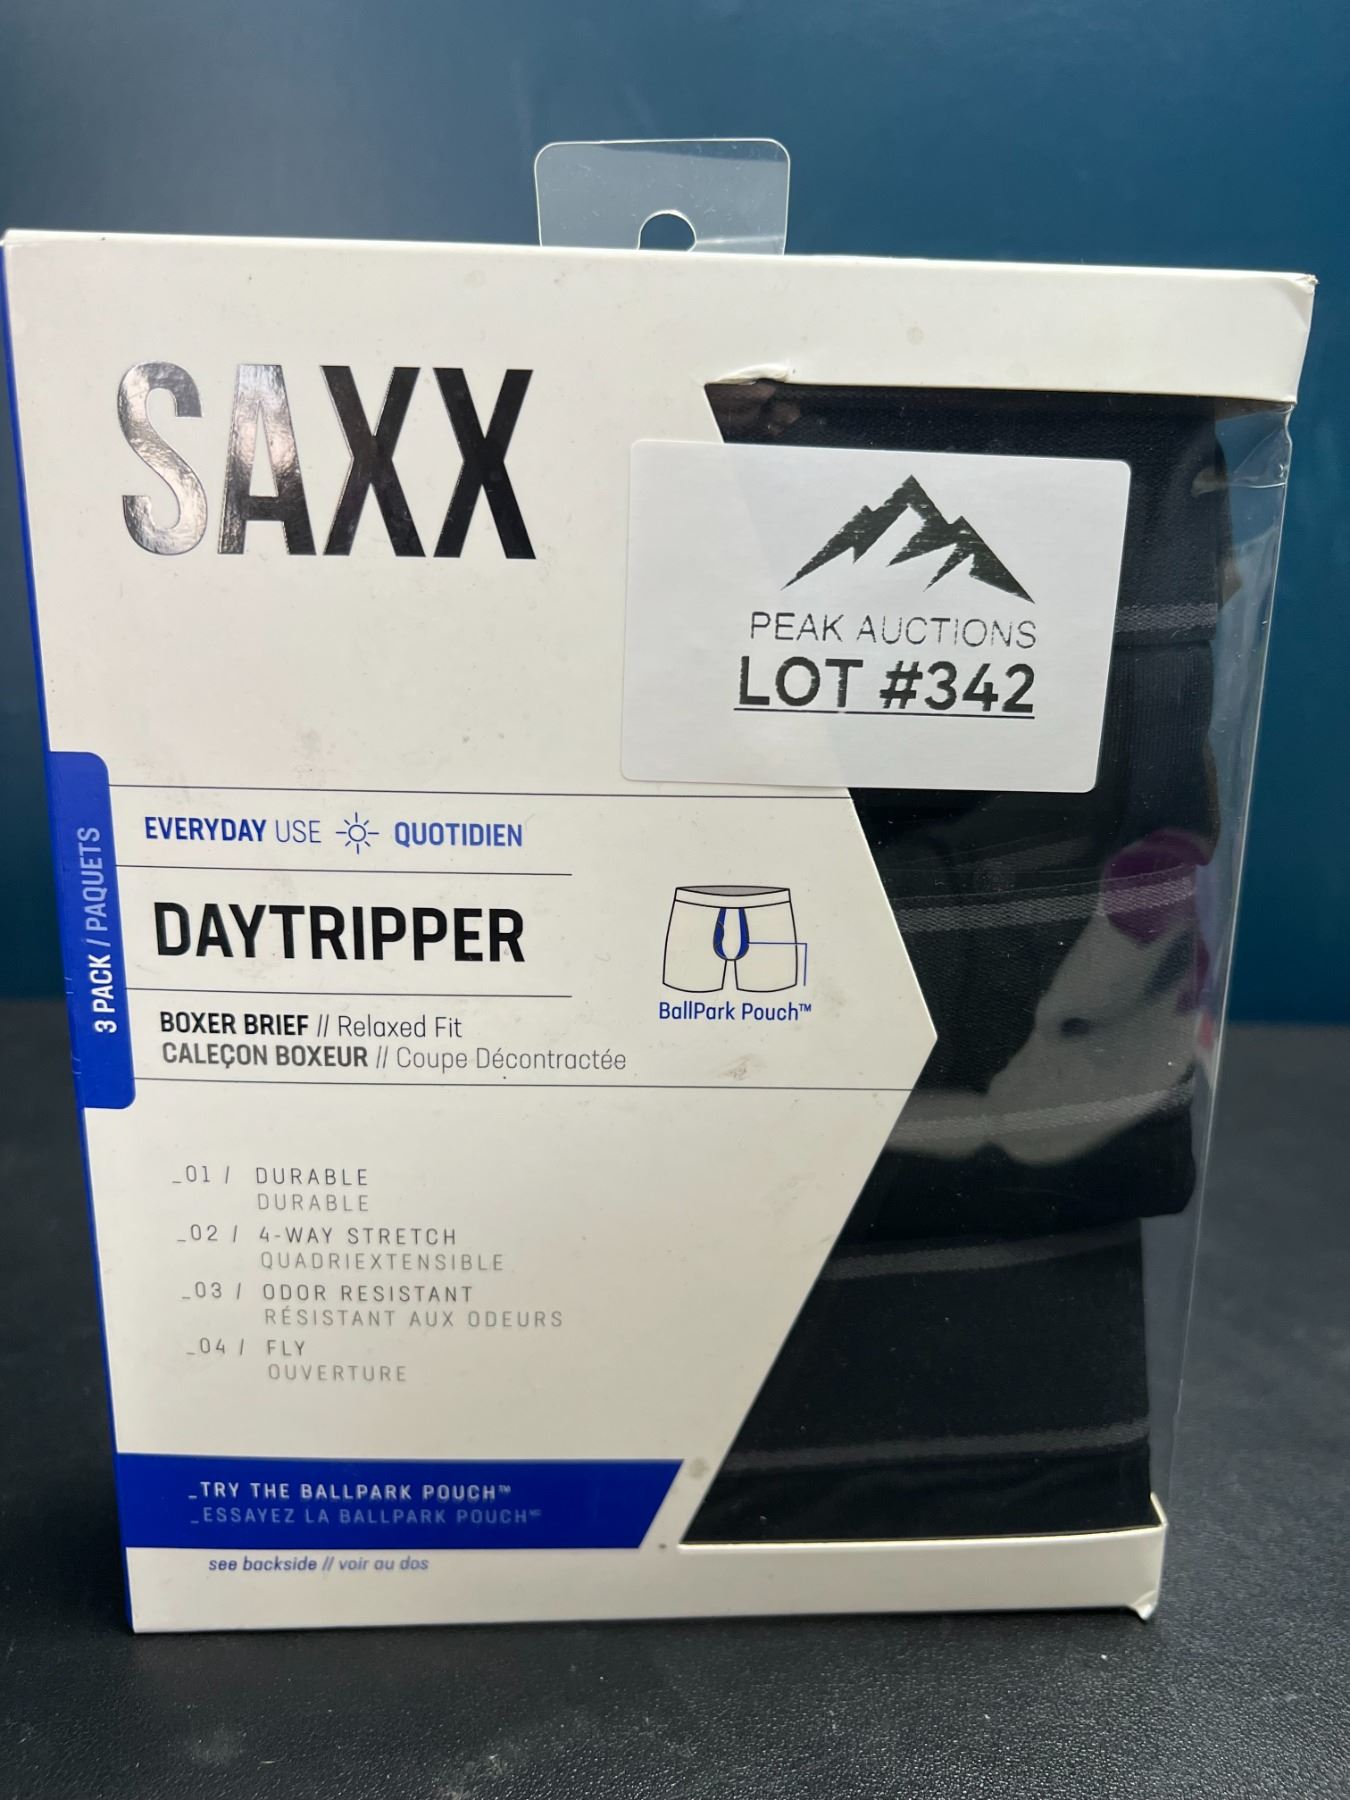 SAXX
PEAK AUCTIONS
LOT #342
3 PACK / PAQUETS
EVERYDAY USE QUOTIDIEN
DAYTRIPPER
BOXER BRIEF // Relaxed Fit
CALEÇON BOXEUR // Coupe Décontractée
BallPark Pouch™
_01 / DURABLE
DURABLE
_02 / 4-WAY STRETCH
QUADRIEXTENSIBLE
_03 / ODOR RESISTANT
RÉSISTANT AUX ODEURS
_04 / FLY
OUVERTURE
_TRY THE BALLPARK POUCH™
_ESSAYEZ LA BALLPARK POUCHᴹᶜ
see backside // voir au dos